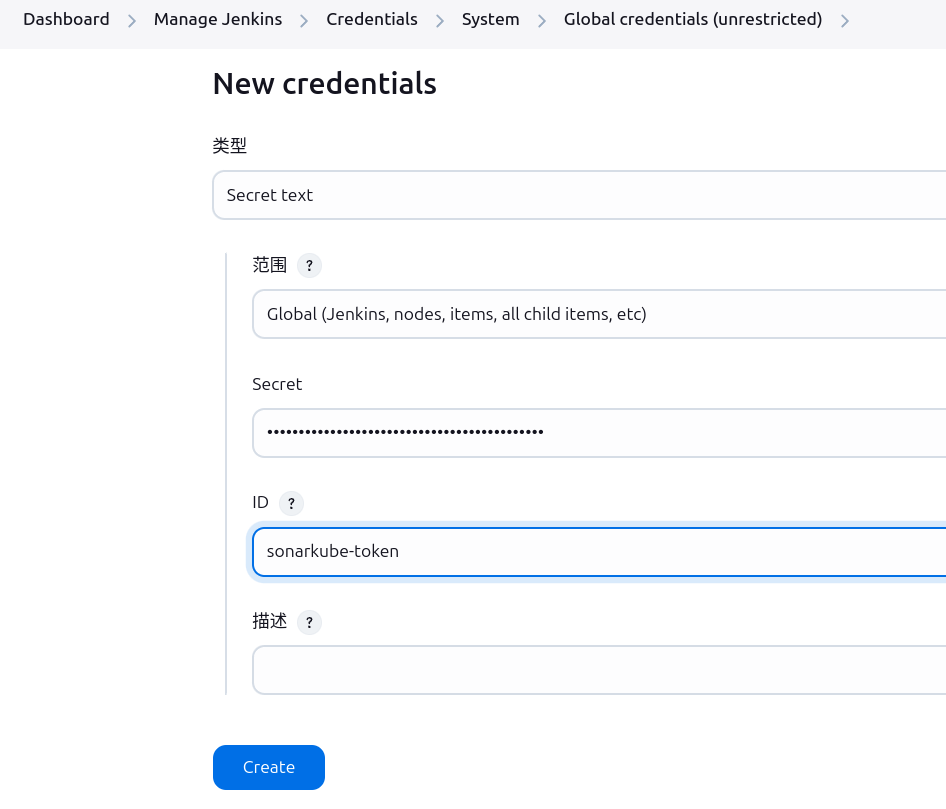 Dashboard > Manage Jenkins > Credentials > System > Global credentials (unrestricted) >
New credentials
类型
Secret text
范围 ?
Global (Jenkins, nodes, items, all child items, etc)
Secret
••••••••••••••••••••••••••••••••••••••••••••
ID ?
sonarkube-token
描述 ?
Create